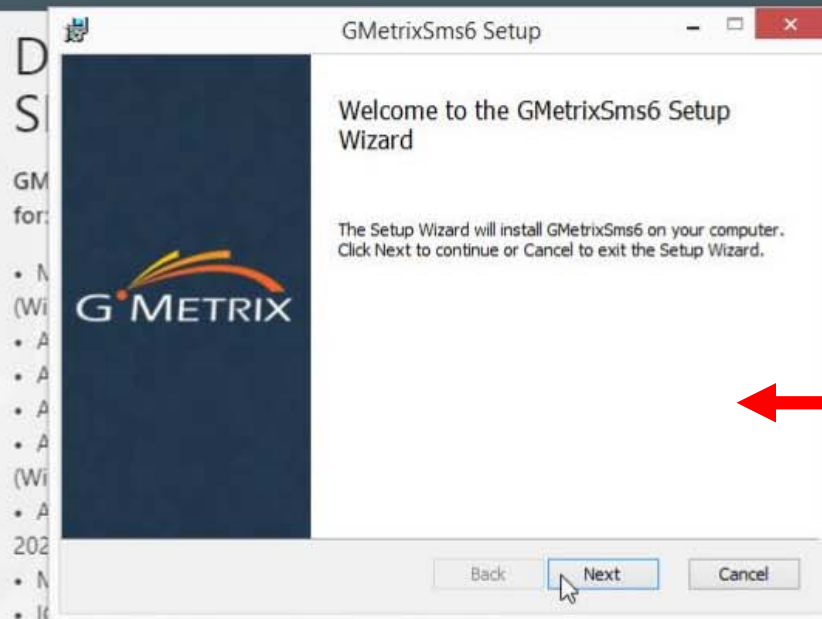 GMetrixSms6 Setup
Welcome to the GMetrixSms6 Setup
Wizard
The Setup Wizard will install GMetrixSms6 on your computer.
Click Next to continue or Cancel to exit the Setup Wizard.
G METRIX
Back Next Cancel
D
S
GM
for:
(Wi
• A
• A
• A
• A
(Wi
• A
202